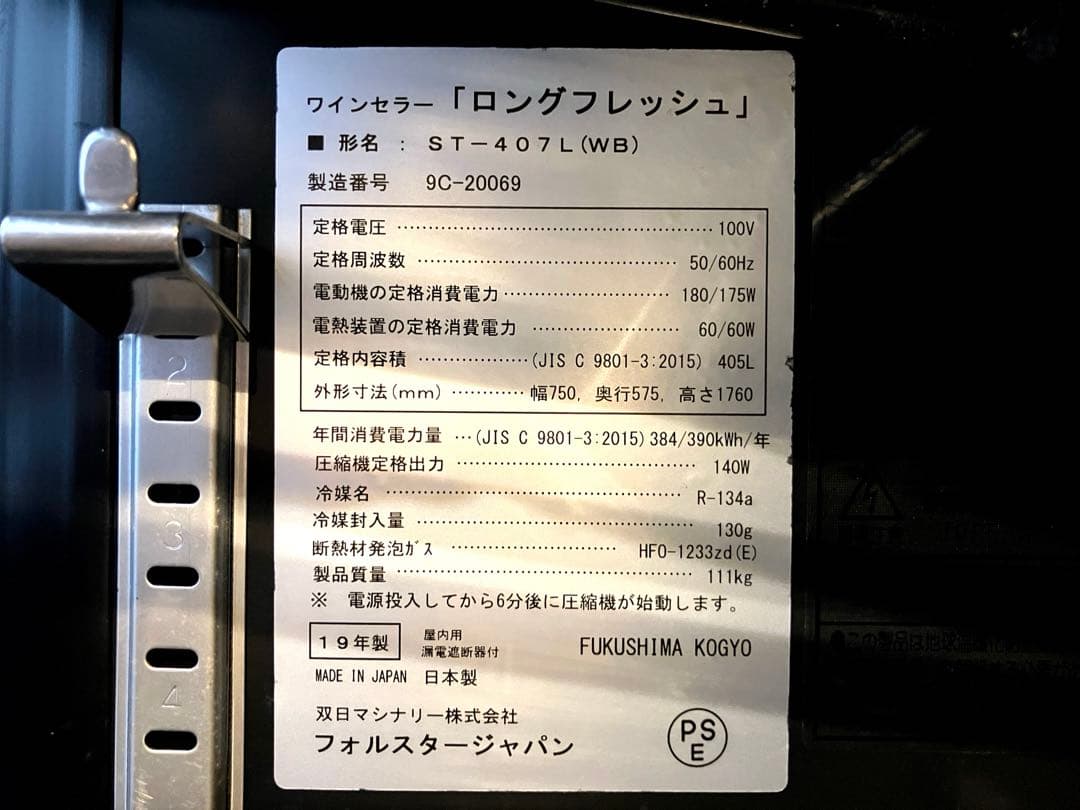 ワインセラー「ロングフレッシュ」
■ 形名 : ST-407L(WB)
製造番号 9C-20069
定格電圧 ………… 100V
定格周波数 ………… 50/60Hz
電動機の定格消費電力 ………… 180/175W
電熱装置の定格消費電力 ………… 60/60W
定格内容積 ………… (JIS C 9801-3:2015) 405L
外形寸法(mm) ………… 幅750, 奥行575, 高さ1760
年間消費電力量 … (JIS C 9801-3:2015) 384/390kWh/年
圧縮機定格出力 ………… 140W
冷媒名 ………… R-134a
冷媒封入量 ………… 130g
断熱材発泡ガス ………… HFO-1233zd(E)
製品質量 ………… 111kg
※ 電源投入してから6分後に圧縮機が始動します。
19年製
屋内用
漏電遮断器付
FUKUSHIMA KOGYO
MADE IN JAPAN 日本製
双日マシナリー株式会社
フォルスタージャパン
PS
E
2
3
4
●この製品は地球温暖化